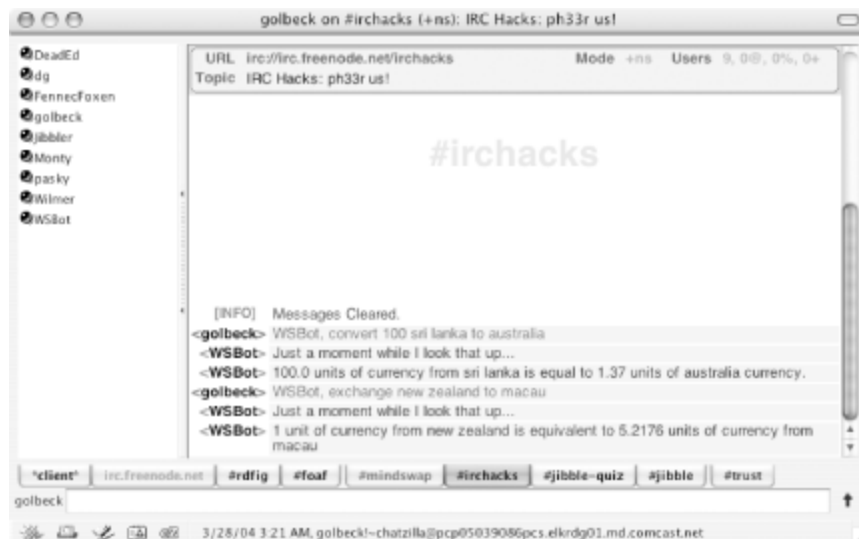 golbeck on #irchacks (+ns): IRC Hacks: ph33r us!
DeadEd
dg
FennecFoxen
golbeck
Jibbler
Monty
pasky
Wilmer
WSBot
URL irc://irc.freenode.net/irchacks Mode +ns Users 9, 0@, 0%, 0+
Topic IRC Hacks: ph33r us!
#irchacks
[INFO] Messages Cleared.
<golbeck> WSBot, convert 100 sri lanka to australia
<WSBot> Just a moment while I look that up...
<WSBot> 100.0 units of currency from sri lanka is equal to 1.37 units of australia currency.
<golbeck> WSBot, exchange new zealand to macau
<WSBot> Just a moment while I look that up...
<WSBot> 1 unit of currency from new zealand is equivalent to 5.2176 units of currency from
macau
*client* irc.freenode.net #rdfig #foaf #mindswap #irchacks #jibble-quiz #jibble #trust
golbeck
3/28/04 3:21 AM, golbeck!~chatzilla@pcp05039086pcs.elkrdg01.md.comcast.net